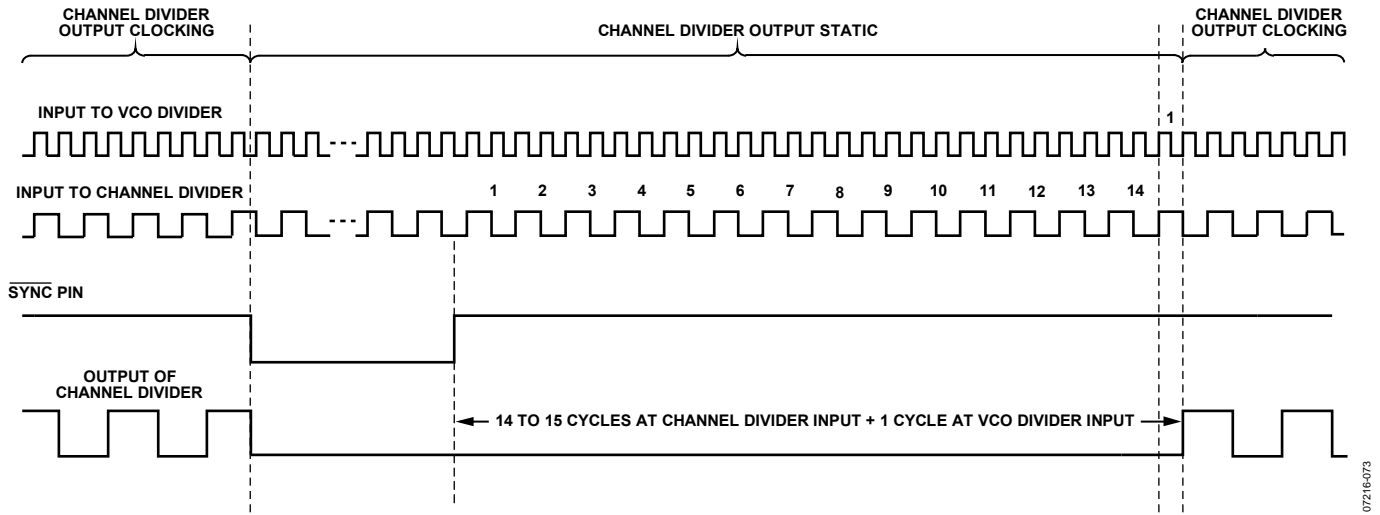 CHANNEL DIVIDER
OUTPUT CLOCKING
CHANNEL DIVIDER OUTPUT STATIC
CHANNEL DIVIDER
OUTPUT CLOCKING
INPUT TO VCO DIVIDER
1
INPUT TO CHANNEL DIVIDER
1 2 3 4 5 6 7 8 9 10 11 12 13 14
SYNC PIN
OUTPUT OF
CHANNEL DIVIDER
14 TO 15 CYCLES AT CHANNEL DIVIDER INPUT + 1 CYCLE AT VCO DIVIDER INPUT
07216-073